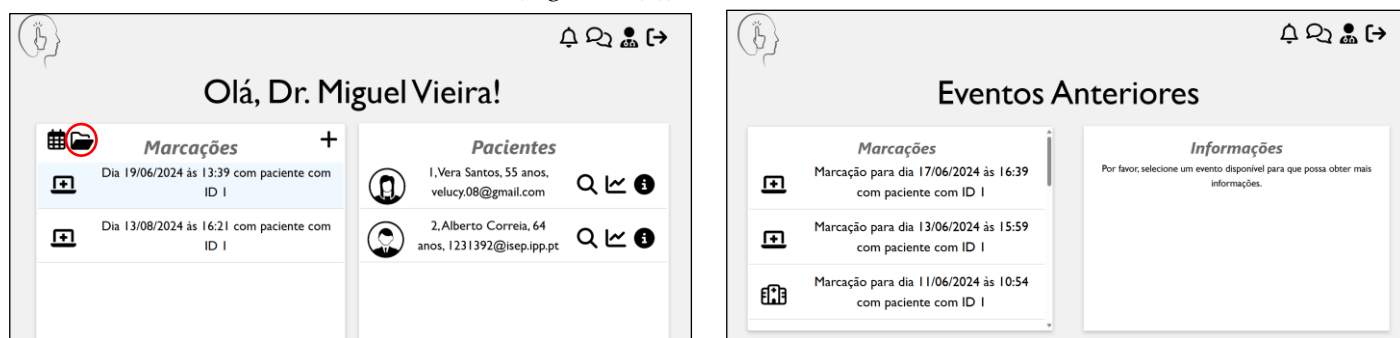 Olá, Dr. Miguel Vieira!
Marcações
Dia 19/06/2024 às 13:39 com paciente com
ID 1
Dia 13/08/2024 às 16:21 com paciente com
ID 1
Pacientes
1,Vera Santos, 55 anos,
velucy.08@gmail.com
2,Alberto Correia, 64
anos, 1231392@isep.ipp.pt
Eventos Anteriores
Marcações
Marcação para dia 17/06/2024 às 16:39
com paciente com ID 1
Marcação para dia 13/06/2024 às 15:59
com paciente com ID 1
Marcação para dia 11/06/2024 às 10:54
com paciente com ID 1
Informações
Por favor, selecione um evento disponível para que possa obter mais
informações.